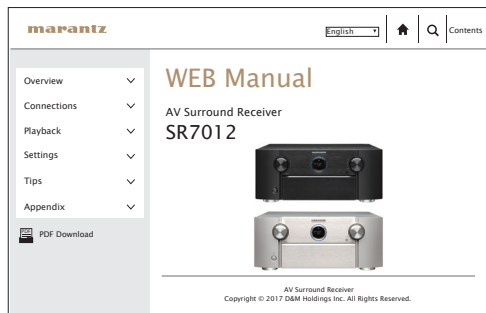 marantz
English
Contents
Overview
Connections
Playback
Settings
Tips
Appendix
PDF
PDF Download
WEB Manual
AV Surround Receiver
SR7012
AV Surround Receiver
Copyright © 2017 D&M Holdings Inc. All Rights Reserved.